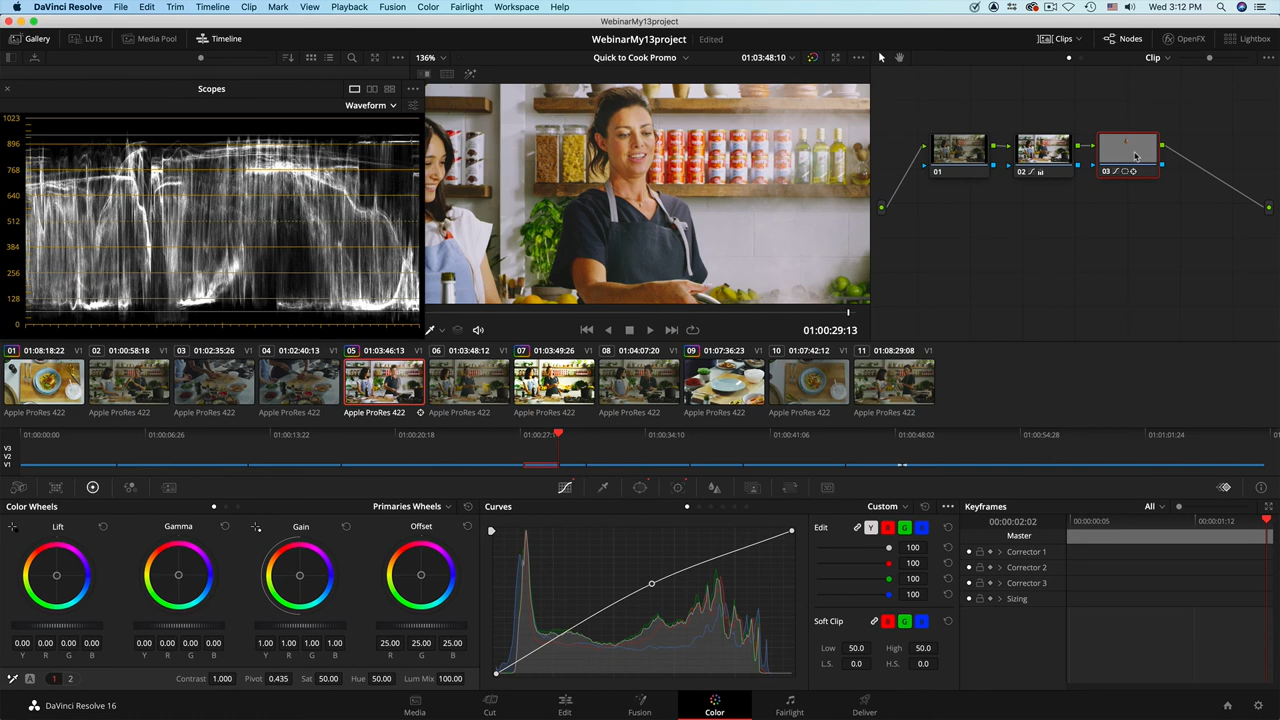 DaVinci Resolve File Edit Trim Timeline Clip Mark View Playback Fusion Color Fairlight Workspace Help Wed 3:12 PM
WebinarMy13project
Gallery LUTs Media Pool Timeline WebinarMy13project Edited Clips Nodes OpenFX Lightbox
136% Quick to Cook Promo 01:03:48:10 Clip
Scopes
Waveform
1023
896
768
640
512
384
256
128
0
01 02 03
01:00:29:13
01 01:08:18:22 V1 02 01:00:58:18 V1 03 02:35:26 V1 04 02:40:13 V1 05 01:03:46:13 V1 06 01:03:48:12 V1 07 01:03:49:26 V1 08 01:04:07:20 V1 09 01:07:36:23 V1 10 01:07:42:12 V1 11 01:08:29:08 V1
Apple ProRes 422 Apple ProRes 422 Apple ProRes 422 Apple ProRes 422 Apple ProRes 422 Apple ProRes 422 Apple ProRes 422 Apple ProRes 422 Apple ProRes 422 Apple ProRes 422 Apple ProRes 422
01:00:00:00 01:00:06:26 01:00:13:22 01:00:20:18 01:00:27: 01:00:34:10 01:00:41:06 01:00:48:02 01:00:54:28 01:01:01:24
V3
V2
V1
Color Wheels Primaries Wheels Curves Custom Keyframes All
Lift Gamma Gain Offset
Edit Y R G B
100
100
100
100
Soft Clip R G B
Low 50.0 High 50.0
L.S. 0.0 H.S. 0.0
00:00:02:02 00:00:00:05 00:00:01:12
Master
Corrector 1
Corrector 2
Corrector 3
Sizing
0.00 0.00 0.00 0.00 0.00 0.00 0.00 0.00 1.00 1.00 1.00 1.00 25.00 25.00 25.00
Y R G B Y R G B Y R G B R G B
A 1 2 Contrast 1.000 Pivot 0.435 Sat 50.00 Hue 50.00 Lum Mix 100.00
DaVinci Resolve 16 Media Cut Edit Fusion Color Fairlight Deliver